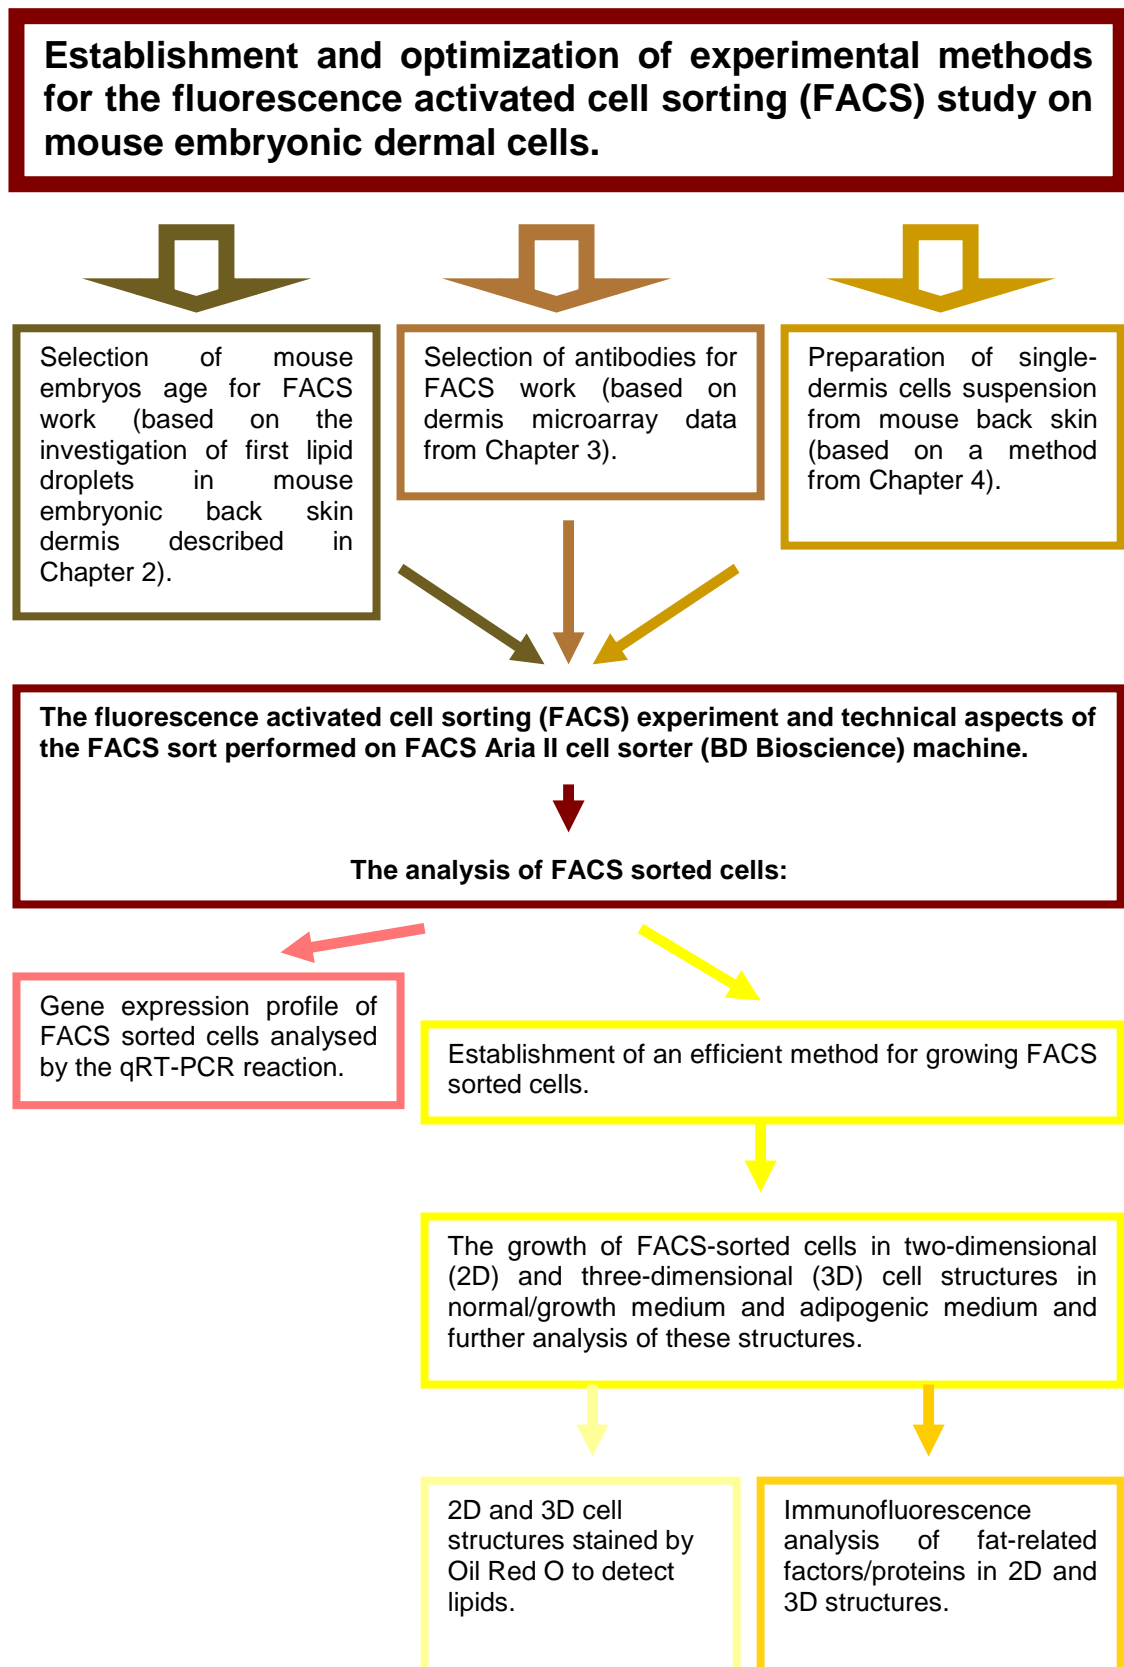 Establishment and optimization of experimental methods
for the fluorescence activated cell sorting (FACS) study on
mouse embryonic dermal cells.
Selection of mouse
embryos age for FACS
work (based on the
investigation of first lipid
droplets in mouse
embryonic back skin
dermis described in
Chapter 2).
Selection of antibodies for
FACS work (based on
dermis microarray data
from Chapter 3).
Preparation of single-
dermis cells suspension
from mouse back skin
(based on a method
from Chapter 4).
The fluorescence activated cell sorting (FACS) experiment and technical aspects of
the FACS sort performed on FACS Aria II cell sorter (BD Bioscience) machine.
The analysis of FACS sorted cells:
Gene expression profile of
FACS sorted cells analysed
by the qRT-PCR reaction.
Establishment of an efficient method for growing FACS
sorted cells.
The growth of FACS-sorted cells in two-dimensional
(2D) and three-dimensional (3D) cell structures in
normal/growth medium and adipogenic medium and
further analysis of these structures.
2D and 3D cell
structures stained by
Oil Red O to detect
lipids.
Immunofluorescence
analysis of fat-related
factors/proteins in 2D and
3D structures.